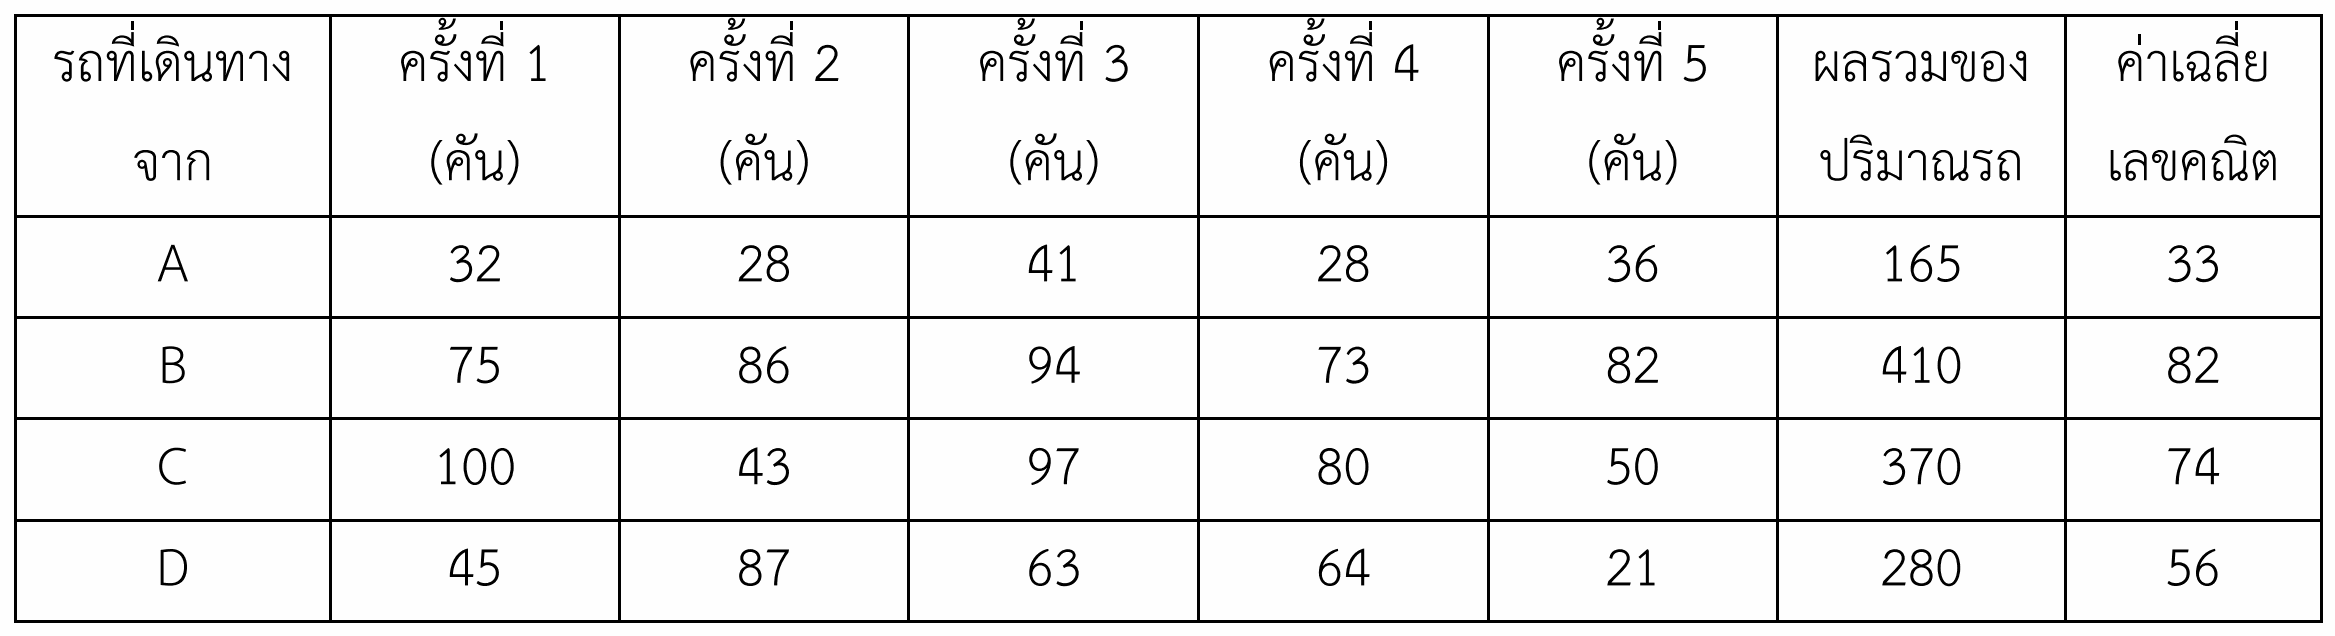 รถที่เดินทาง ครั้งที่ 1 ครั้งที่ 2 ครั้งที่ 3 ครั้งที่ 4 ครั้งที่ 5 ผลรวมของ ค่าเฉลี่ย
จาก (คัน) (คัน) (คัน) (คัน) (คัน) ปริมาณรถ เลขคณิต
A 32 28 41 28 36 165 33
B 75 86 94 73 82 410 82
C 100 43 97 80 50 370 74
D 45 87 63 64 21 280 56